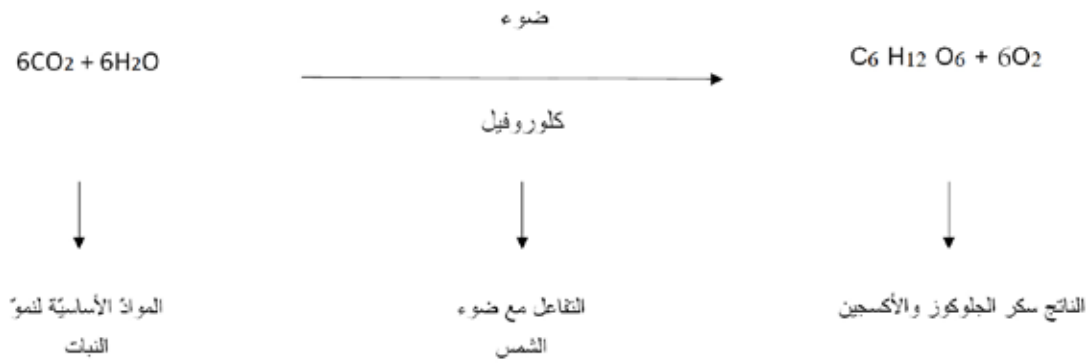 ضوء
6CO2 + 6H2O
C6 H12 O6 + 6O2
كلوروفيل
الموادّ الأساسيّة لنموّ
النبات
التفاعل مع ضوء
الشمس
الناتج سكر الجلوكوز والأكسجين